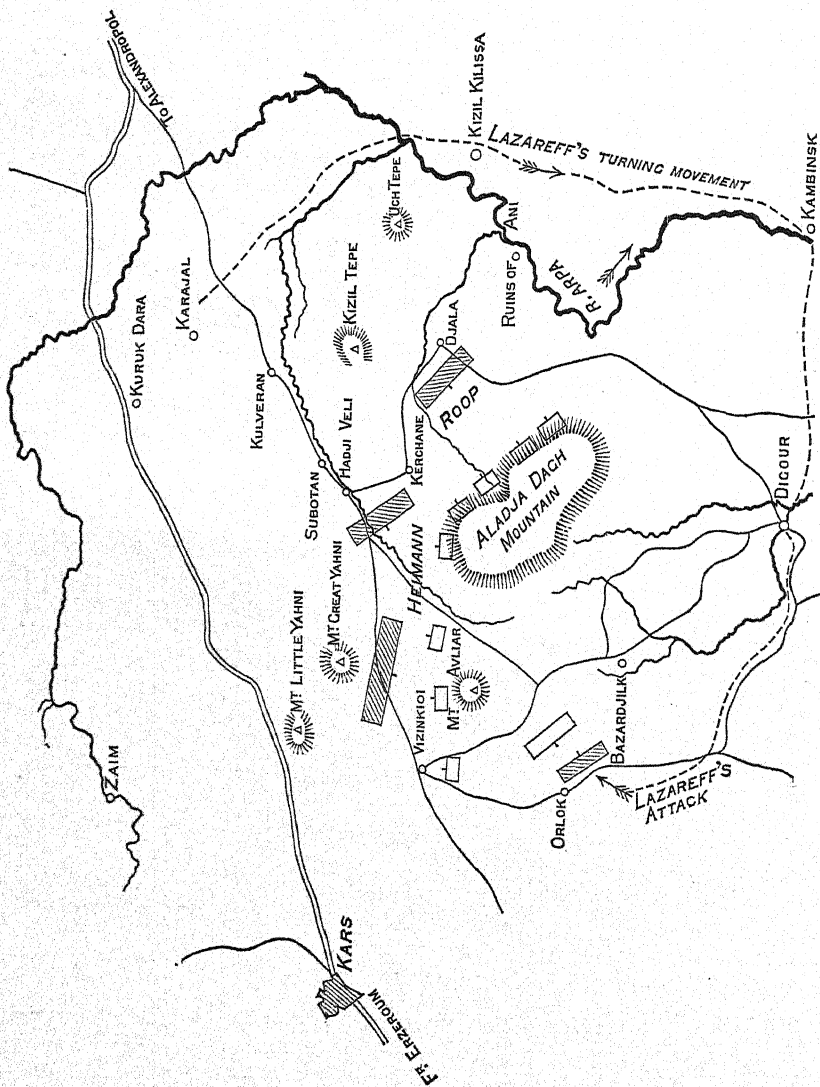 TO ALEXANDROPOL
KIZIL KILISSA
LAZAREFF'S TURNING MOVEMENT
KAMBINSK
UCH TEPE
ANI
RUINS OF
R. ARPA
KARAJAL
KURUK DARA
KIZIL TEPE
DJALA
KULVERAN
ROOP
SUBOTAN
HADJI VELI
KERCHANE
ALADJA DAGH
MOUNTAIN
DIGOUR
HEIMANN
MT GREAT YAHNI
MT LITTLE YAHNI
MT AVLIAR
VIZINKIOI
BAZARDJILK
ORLOK
LAZAREFF'S
ATTACK
ZAIM
KARS
FR ERZEROUM